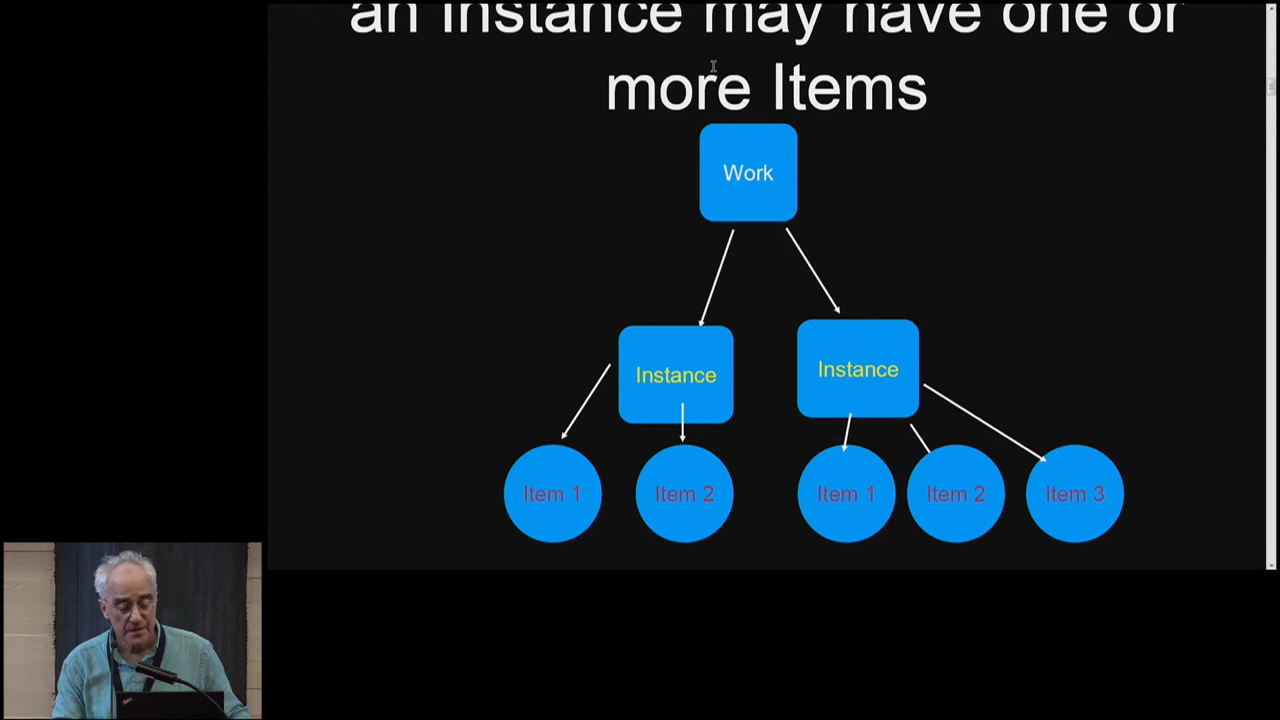 an Instance may have one or
more Items
Work
Instance
Instance
Item 1
Item 2
Item 1
Item 2
Item 3